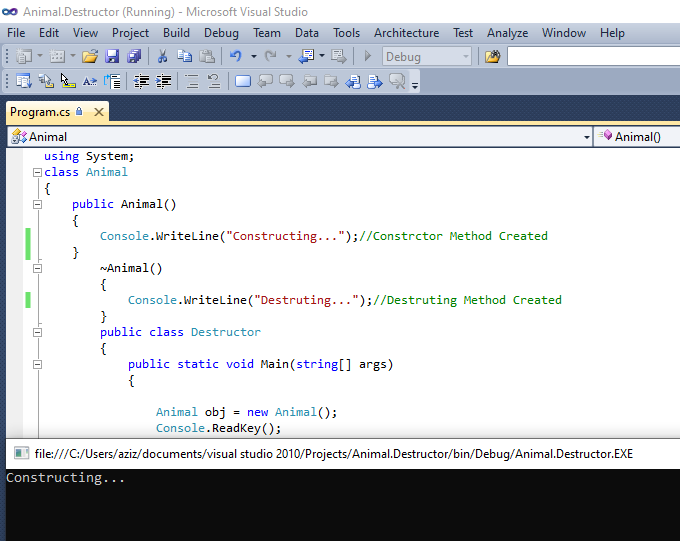 Animal.Destructor (Running) - Microsoft Visual Studio
File Edit View Project Build Debug Team Data Tools Architecture Test Analyze Window Help
Debug
Program.cs
Animal Animal()
using System;
class Animal
{
public Animal()
{
Console.WriteLine("Constructing...");//Constrctor Method Created
}
~Animal()
{
Console.WriteLine("Destruting...");//Destruting Method Created
}
public class Destructor
{
public static void Main(string[] args)
{
Animal obj = new Animal();
Console.ReadKey();
file:///C:/Users/aziz/documents/visual studio 2010/Projects/Animal.Destructor/bin/Debug/Animal.Destructor.EXE
Constructing...